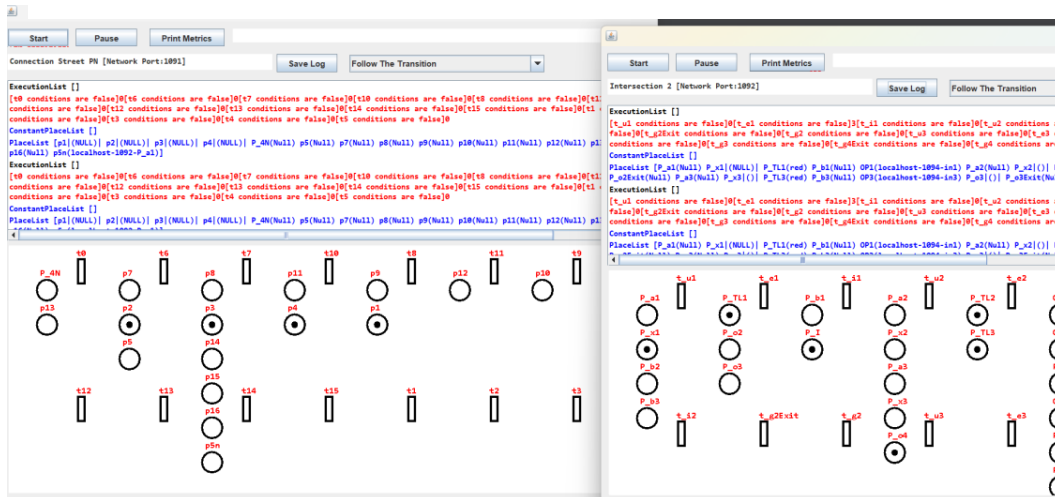 Start Pause Print Metrics
Connection Street PN [Network Port:1091] Save Log Follow The Transition
ExecutionList []
[t0 conditions are false]0[t6 conditions are false]0[t7 conditions are false]0[t10 conditions are false]0[t8 conditions are false]0[t1
conditions are false]0[t12 conditions are false]0[t13 conditions are false]0[t14 conditions are false]0[t15 conditions are false]0[t1
conditions are false]0[t2 conditions are false]0[t3 conditions are false]0[t4 conditions are false]0[t5 conditions are false]0
ConstantPlaceList []
PlaceList [p1|(NULL)| p2|(NULL)| p3|(NULL)| p4|(NULL)| P_4N(Null) p5(Null) p7(Null) p8(Null) p9(Null) p10(Null) p11(Null) p12(Null) p1
p16(Null) p5n(localhost-1092-P_a1)]
ExecutionList []
[t0 conditions are false]0[t6 conditions are false]0[t7 conditions are false]0[t10 conditions are false]0[t8 conditions are false]0[t1
conditions are false]0[t12 conditions are false]0[t13 conditions are false]0[t14 conditions are false]0[t15 conditions are false]0[t1
conditions are false]0[t2 conditions are false]0[t3 conditions are false]0[t4 conditions are false]0[t5 conditions are false]0
ConstantPlaceList []
PlaceList [p1|(NULL)| p2|(NULL)| p3|(NULL)| p4|(NULL)| P_4N(Null) p5(Null) p7(Null) p8(Null) p9(Null) p10(Null) p11(Null) p12(Null) p1
t0 t6 t7 t10 t8 t11 t9
P_4N p7 p8 p11 p9 p12 p10
p13 p2 p3 p4 p1
p5 p14
p15
t12 t13 t14 t15 t1 t2 t3
p16
p5n
Start Pause Print Metrics
Intersection 2 [Network Port:1092] Save Log Follow The Transition
ExecutionList []
[t_u1 conditions are false]0[t_e1 conditions are false]3[t_i1 conditions are false]0[t_u2 conditions
false]0[t_g2Exit conditions are false]0[t_g2 conditions are false]0[t_u3 conditions are false]0[t_e3
conditions are false]0[t_g3 conditions are false]0[t_g4Exit conditions are false]0[t_g4 conditions are
ConstantPlaceList []
PlaceList [P_a1(Null) P_x1|(NULL)| P_TL1(red) P_b1(Null) OP1(localhost-1094-in1) P_a2(Null) P_x2|()|
P_o2Exit(Null) P_a3(Null) P_x3|()| P_TL3(red) P_b3(Null) OP3(localhost-1094-in3) P_o3|()| P_o3Exit(Nu
ExecutionList []
[t_u1 conditions are false]0[t_e1 conditions are false]3[t_i1 conditions are false]0[t_u2 conditions
false]0[t_g2Exit conditions are false]0[t_g2 conditions are false]0[t_u3 conditions are false]0[t_e3
conditions are false]0[t_g3 conditions are false]0[t_g4Exit conditions are false]0[t_g4 conditions are
ConstantPlaceList []
PlaceList [P_a1(Null) P_x1|(NULL)| P_TL1(red) P_b1(Null) OP1(localhost-1094-in1) P_a2(Null) P_x2|()|
t_u1 t_e1 t_i1 t_u2 t_e2
P_a1 P_TL1 P_b1 P_a2 P_TL2
P_x1 P_o2 P_I P_x2 P_TL3
P_b2 P_o3 P_a3
P_b3 P_x3
t_i2 t_g2Exit t_g2 t_u3 t_e3
P_o4